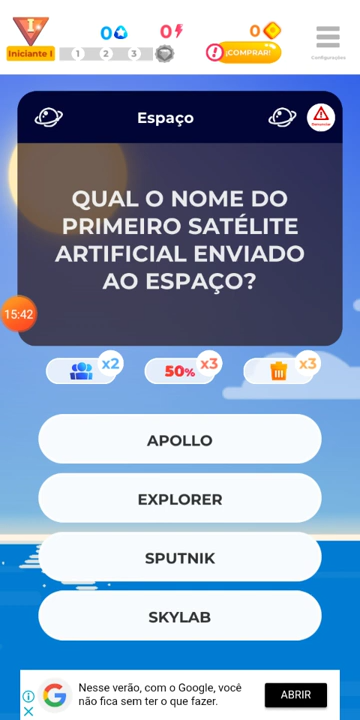 0 0 0
Iniciante I 1 2 3 ¡COMPRAR!
Configurações
Espaço
QUAL O NOME DO
PRIMEIRO SATÉLITE
ARTIFICIAL ENVIADO
AO ESPAÇO?
15:42
x2 50% x3 x3
APOLLO
EXPLORER
SPUTNIK
SKYLAB
Nesse verão, com o Google, você
não fica sem ter o que fazer.
ABRIR